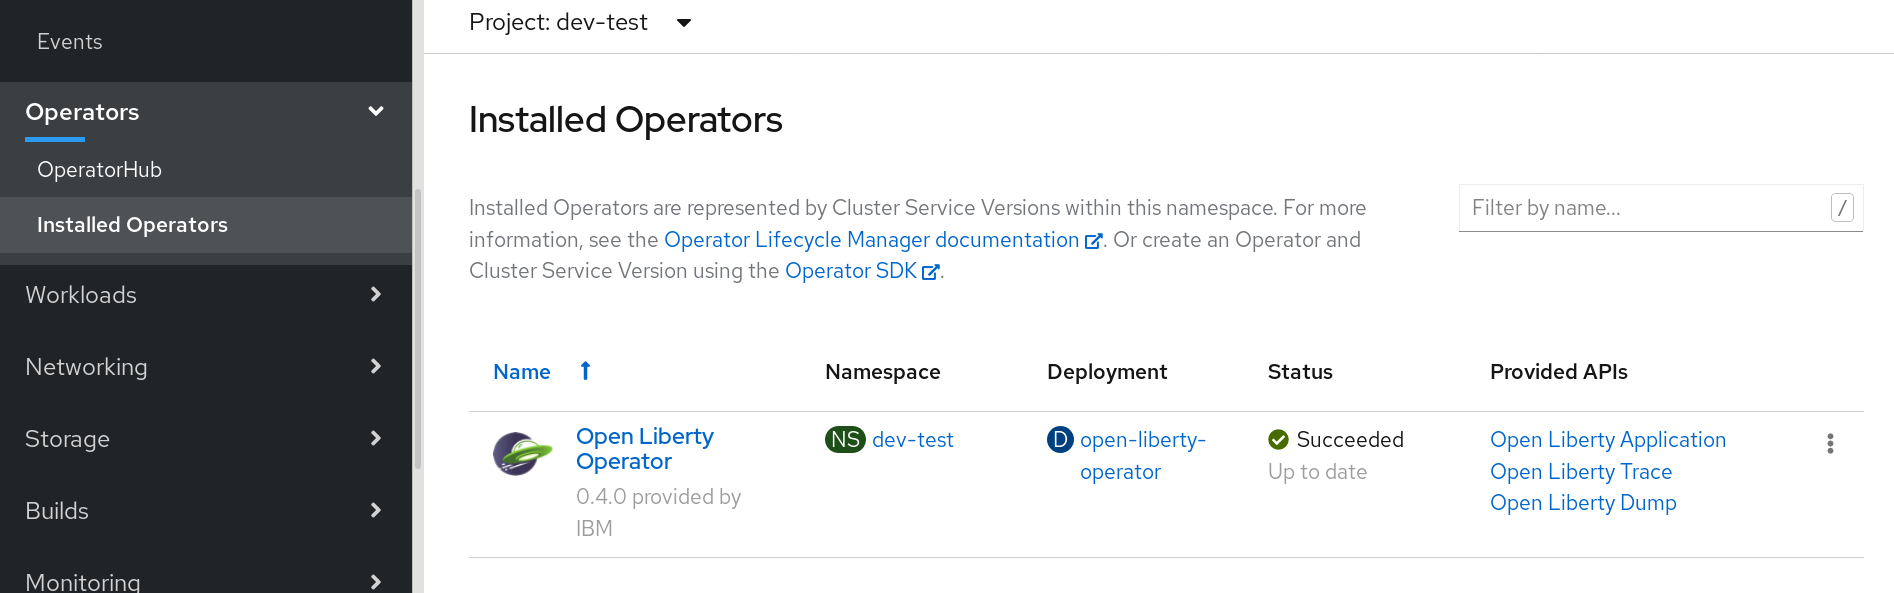 Events
Operators
OperatorHub
Installed Operators
Workloads
Networking
Storage
Builds
Monitoring
Project: dev-test
Installed Operators
Installed Operators are represented by Cluster Service Versions within this namespace. For more
information, see the Operator Lifecycle Manager documentation. Or create an Operator and
Cluster Service Version using the Operator SDK.
Filter by name...
/
Name Namespace Deployment Status Provided APIs
Open Liberty
Operator
0.4.0 provided by
IBM
NS dev-test
D open-liberty-
operator
Succeeded
Up to date
Open Liberty Application
Open Liberty Trace
Open Liberty Dump